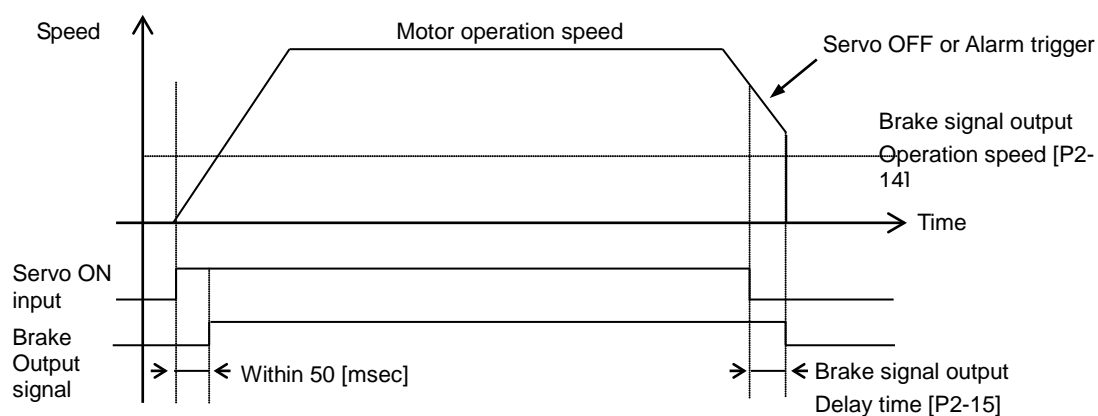 Speed
Motor operation speed
Servo OFF or Alarm trigger
Brake signal output
Operation speed [P2-
14]
Time
Servo ON
input
Brake
Output
signal
Within 50 [msec]
Brake signal output
Delay time [P2-15]